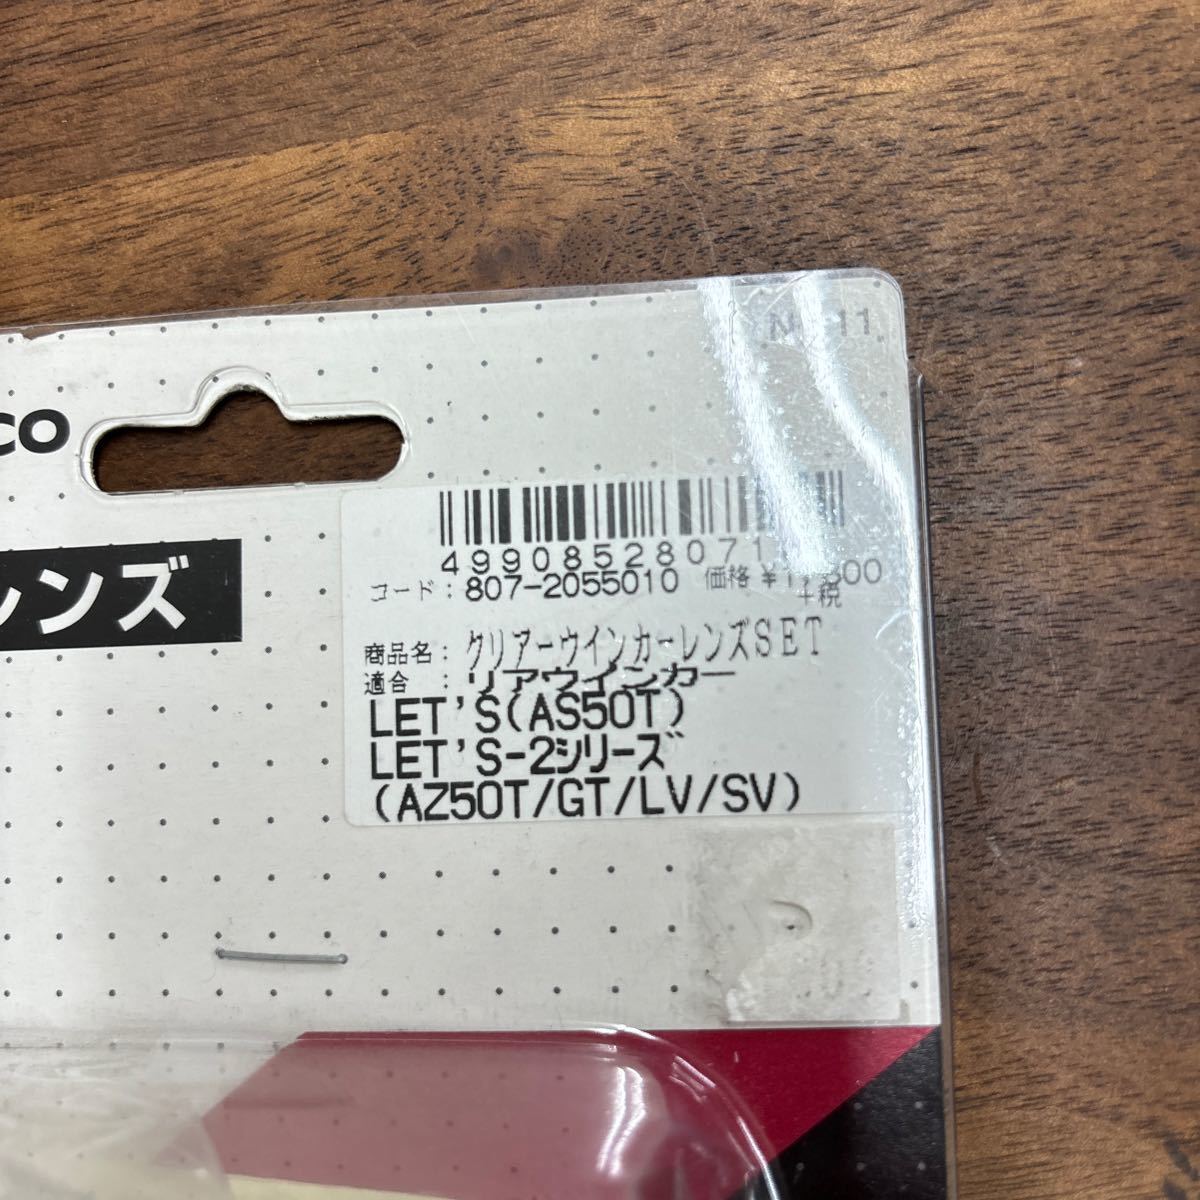 co
レンズ
コード: 807-2055010 価格
+税
商品名: クリアーウインカーレンズSET
適合 : リアウインカー
LET'S(AS50T)
LET'S-2シリーズ
(AZ50T/GT/LV/SV)